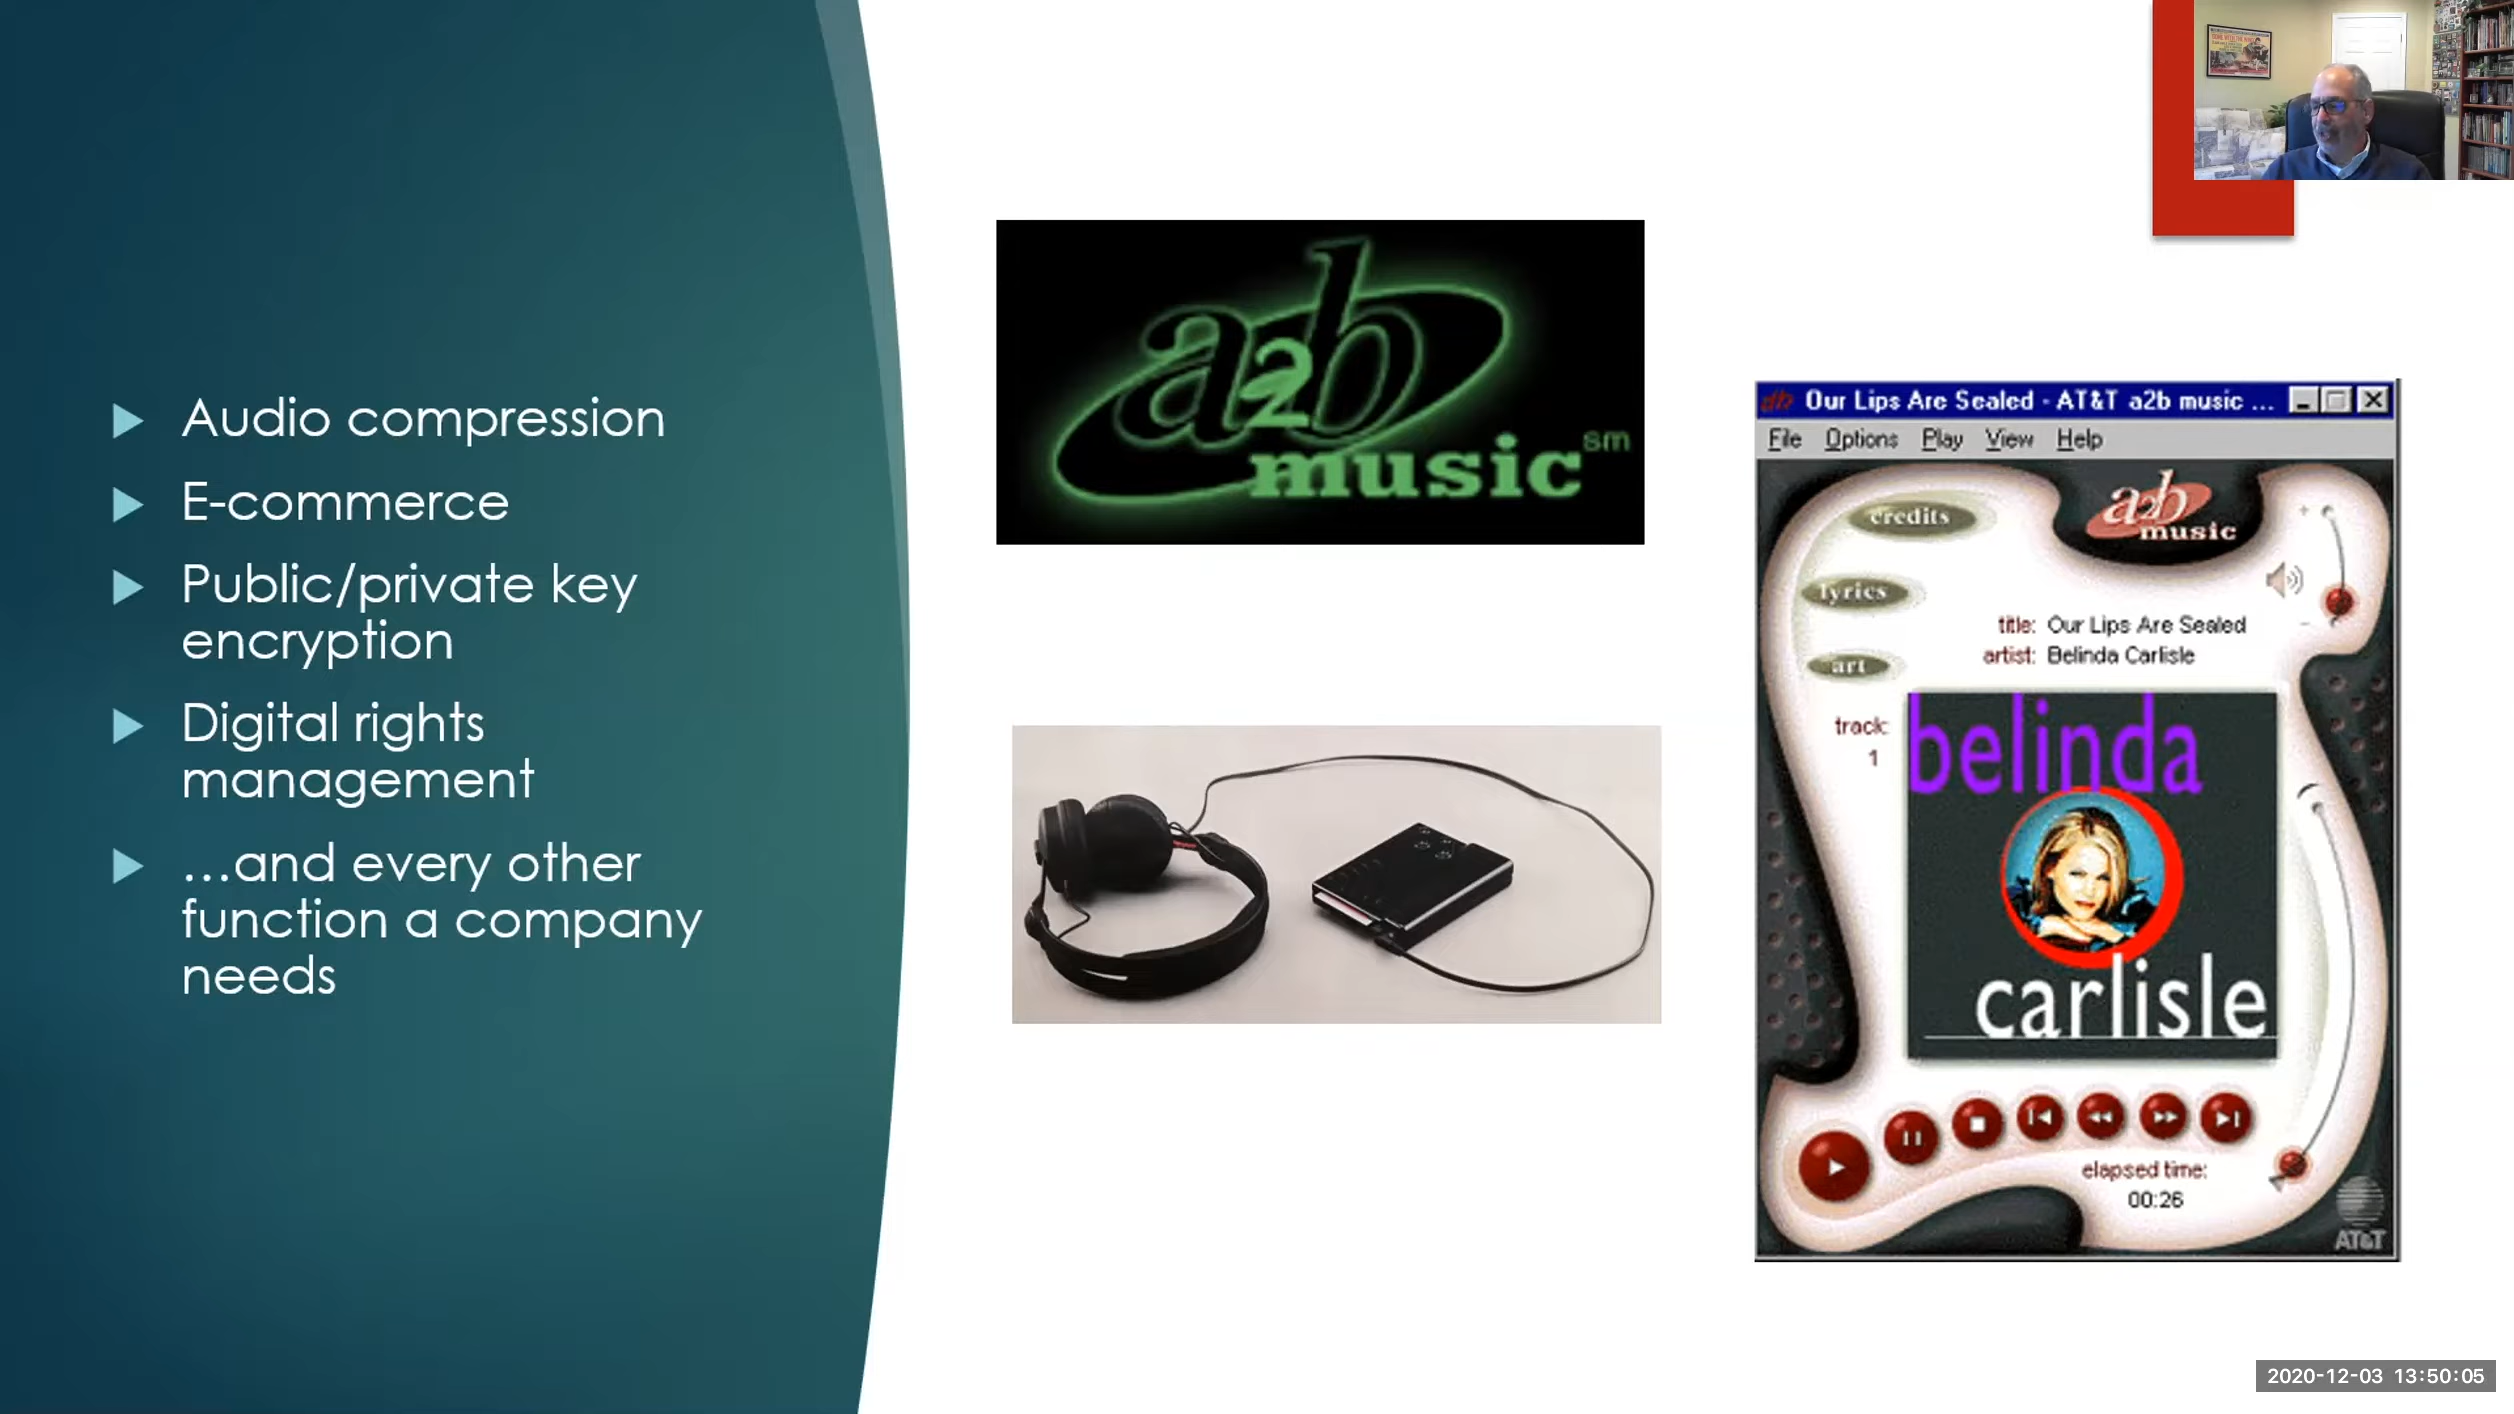 Audio compression
E-commerce
Public/private key
encryption
Digital rights
management
...and every other
function a company
needs
a2b
music sm
Our Lips Are Sealed - AT&T a2b music ...
File Options Play View Help
credits
a2b
music
lyrics
title: Our Lips Are Sealed
artist: Belinda Carlisle
art
track:
1
belinda
carlisle
elapsed time:
00:26
AT&T
2020-12-03 13:50:05